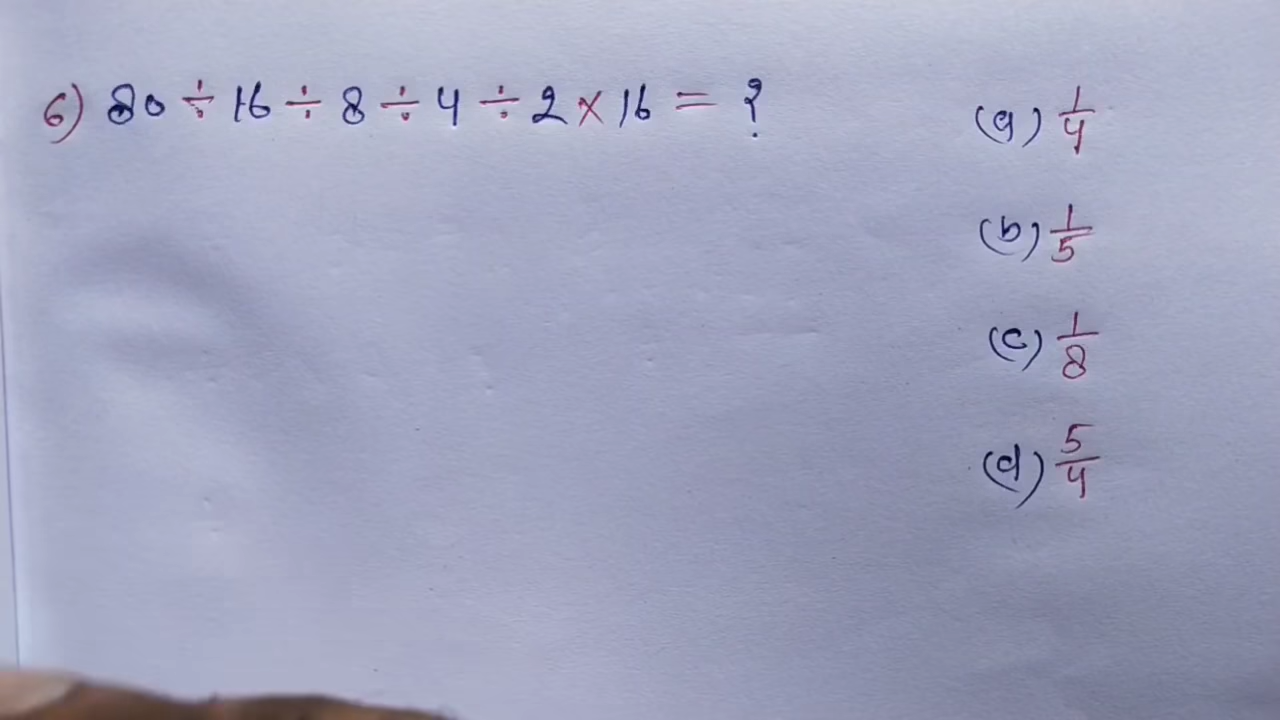 6) 80 ÷ 16 ÷ 8 ÷ 4 ÷ 2 × 16 = ?
(a) 1/4
(b) 1/5
(c) 1/8
(d) 5/4